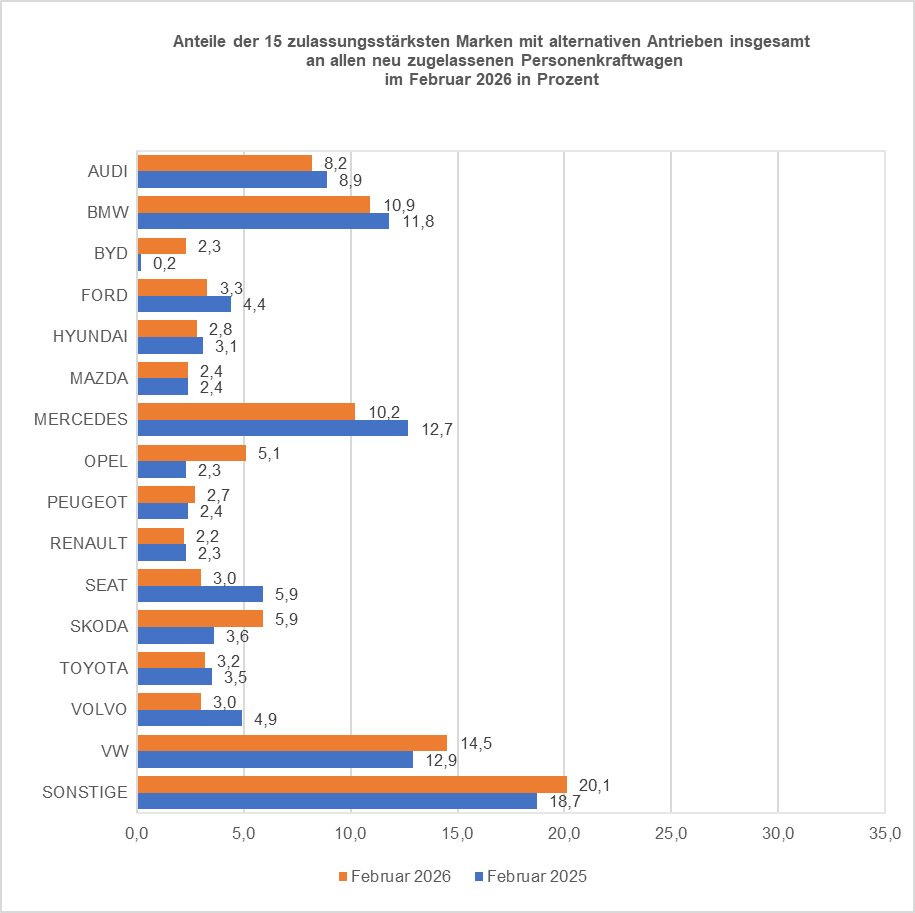 Anteile der 15 zulassungsstärksten Marken mit alternativen Antrieben insgesamt
an allen neu zugelassenen Personenkraftwagen
im Februar 2026 in Prozent
AUDI
8,2
8,9
BMW
10,9
11,8
BYD
2,3
0,2
FORD
3,3
4,4
HYUNDAI
2,8
3,1
MAZDA
2,4
2,4
MERCEDES
10,2
12,7
OPEL
5,1
2,3
PEUGEOT
2,7
2,4
RENAULT
2,2
2,3
SEAT
3,0
5,9
SKODA
5,9
3,6
TOYOTA
3,2
3,5
VOLVO
3,0
4,9
VW
14,5
12,9
SONSTIGE
20,1
18,7
0,0 5,0 10,0 15,0 20,0 25,0 30,0 35,0
Februar 2026 Februar 2025